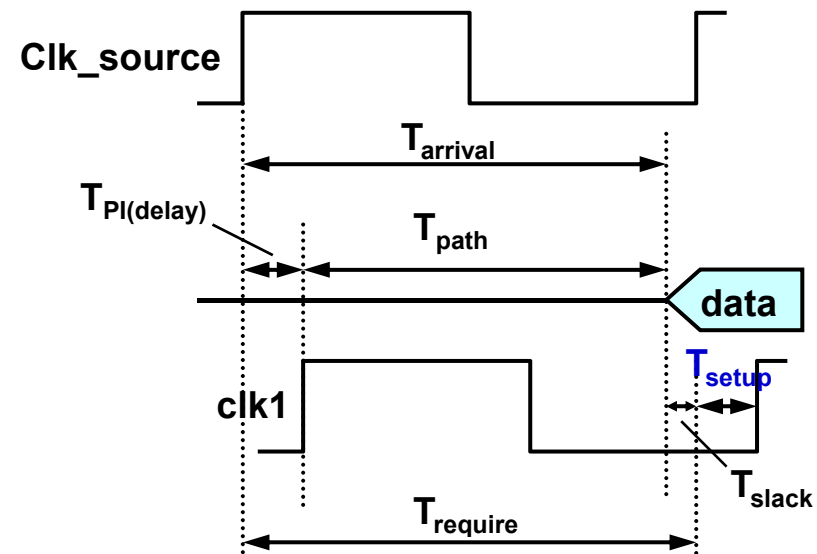 Clk_source
Tarrival
TPI(delay)
Tpath
data
Tsetup
clk1
Tslack
Trequire